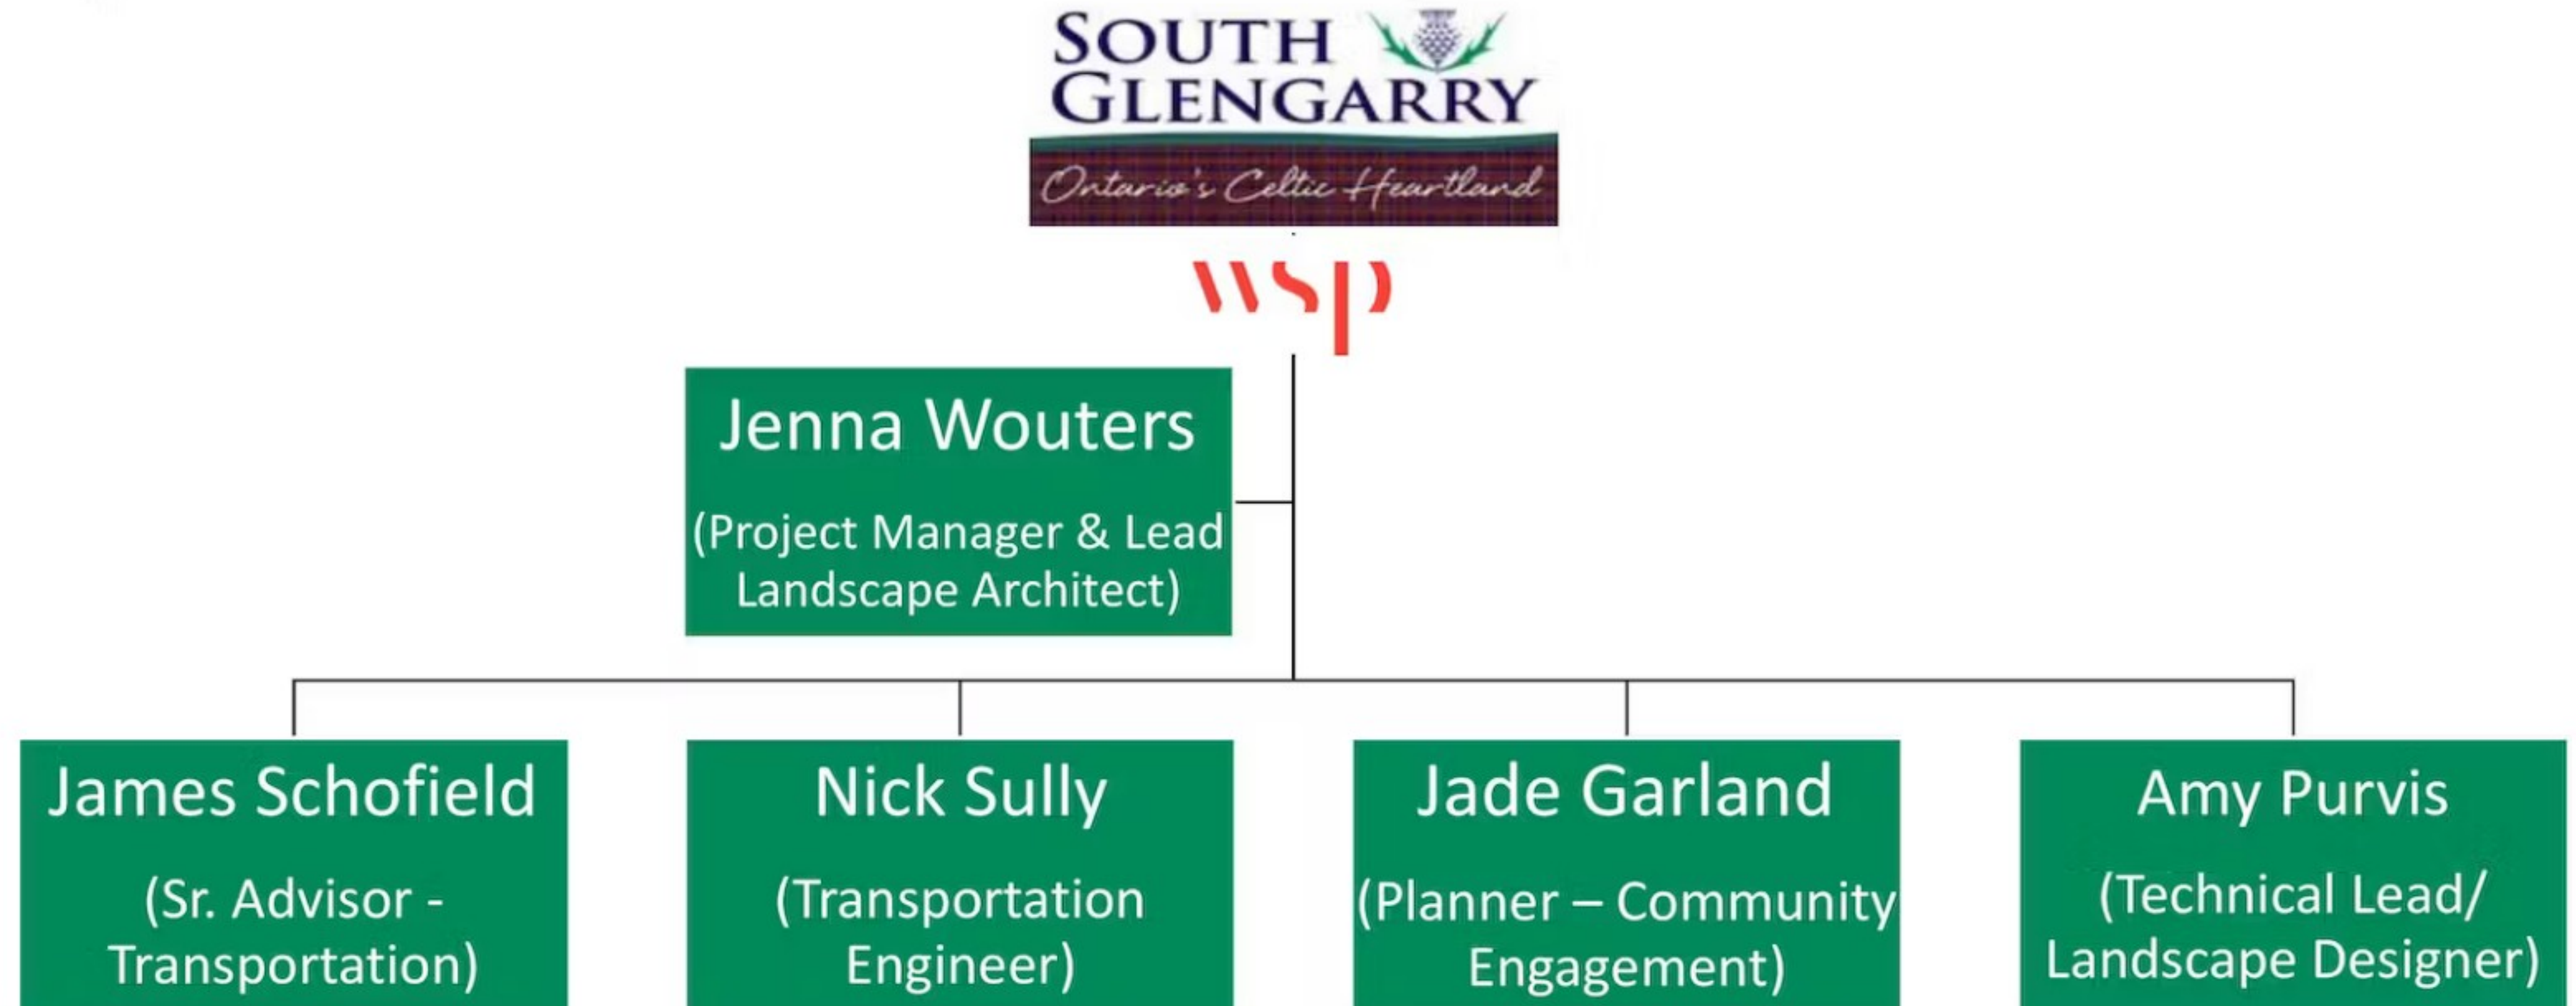 SOUTH
GLENGARRY
Ontario's Celtic Heartland
wsp
Jenna Wouters
(Project Manager & Lead
Landscape Architect)
James Schofield
(Sr. Advisor -
Transportation)
Nick Sully
(Transportation
Engineer)
Jade Garland
(Planner – Community
Engagement)
Amy Purvis
(Technical Lead/
Landscape Designer)